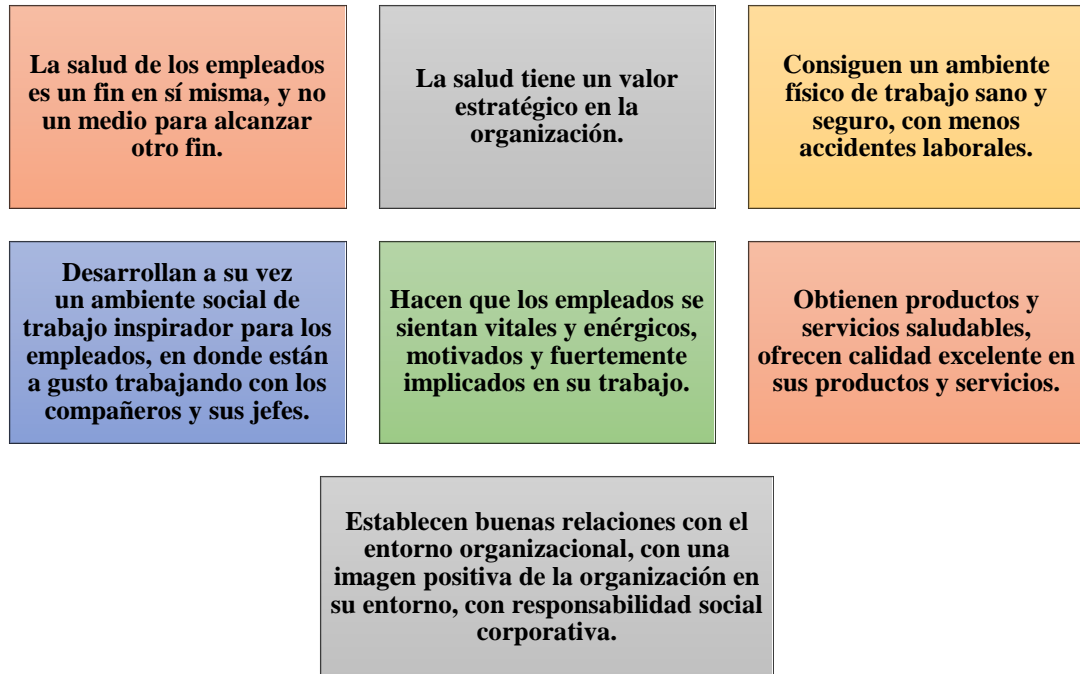 La salud de los empleados
es un fin en sí misma, y no
un medio para alcanzar
otro fin.
La salud tiene un valor
estratégico en la
organización.
Consiguen un ambiente
físico de trabajo sano y
seguro, con menos
accidentes laborales.
Desarrollan a su vez
un ambiente social de
trabajo inspirador para los
empleados, en donde están
a gusto trabajando con los
compañeros y sus jefes.
Hacen que los empleados se
sientan vitales y enérgicos,
motivados y fuertemente
implicados en su trabajo.
Obtienen productos y
servicios saludables,
ofrecen calidad excelente en
sus productos y servicios.
Establecen buenas relaciones con el
entorno organizacional, con una
imagen positiva de la organización en
su entorno, con responsabilidad social
corporativa.